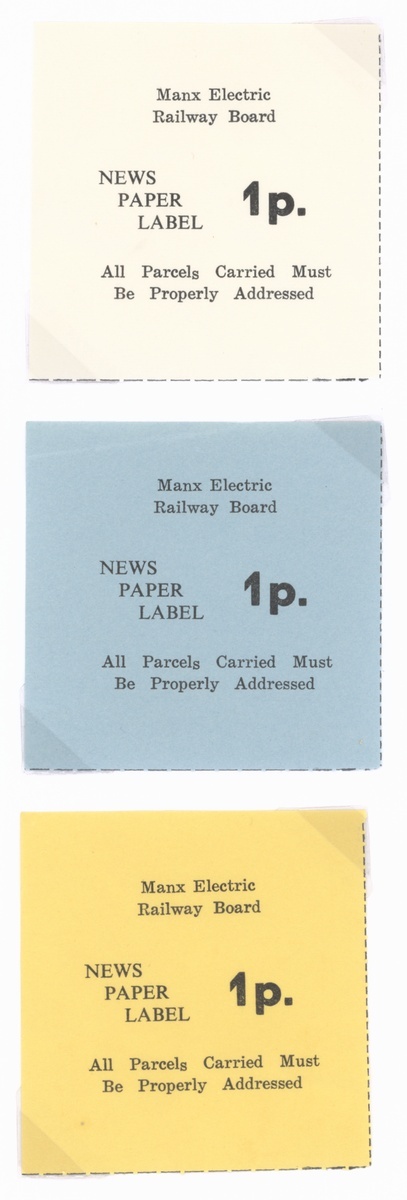 Manx Electric
Railway Board
NEWS
PAPER
LABEL
1p.
All Parcels Carried Must
Be Properly Addressed
Manx Electric
Railway Board
NEWS
PAPER
LABEL
1p.
All Parcels Carried Must
Be Properly Addressed
Manx Electric
Railway Board
NEWS
PAPER
LABEL
1p.
All Parcels Carried Must
Be Properly Addressed